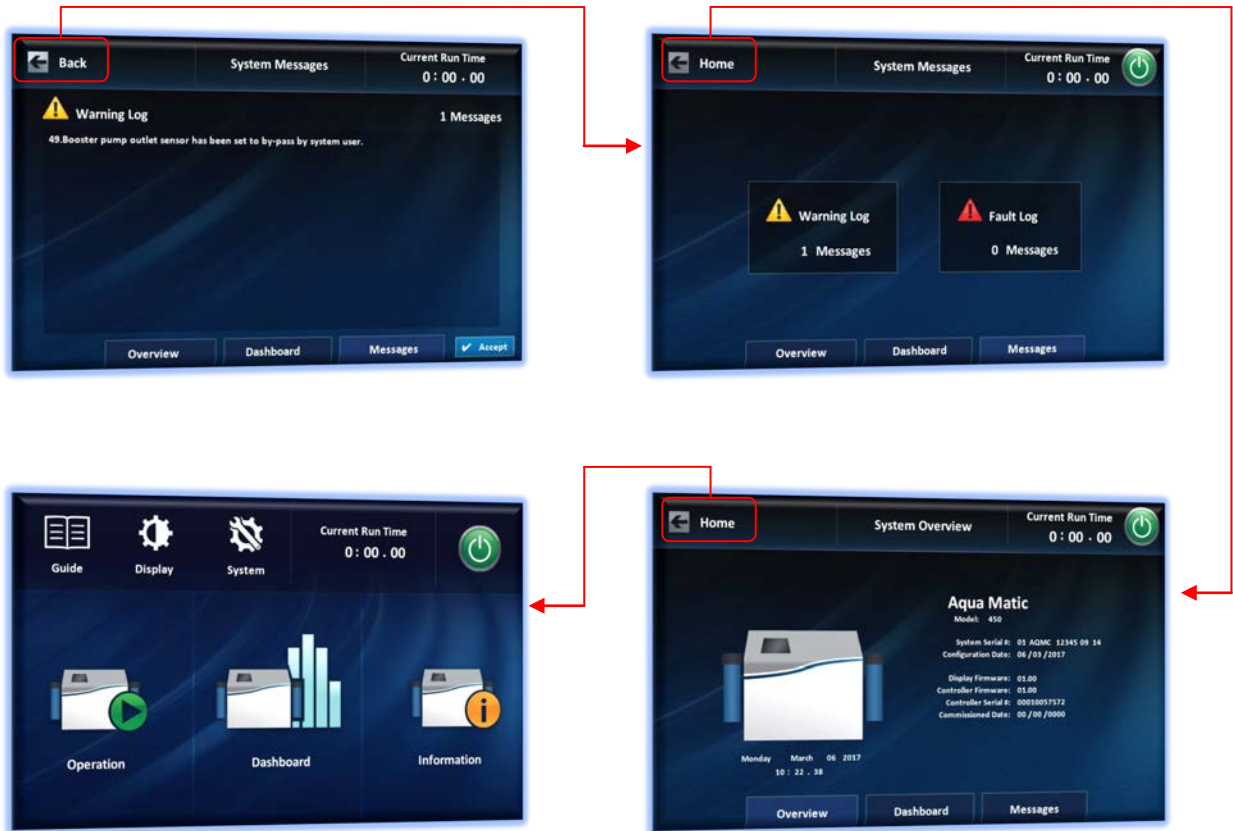 Back
System Messages
Current Run Time
0 : 00 . 00
Warning Log
1 Messages
49.Booster pump outlet sensor has been set to by-pass by system user.
Overview
Dashboard
Messages
Accept
Home
System Messages
Current Run Time
0 : 00 . 00
Warning Log
1 Messages
Fault Log
0 Messages
Overview
Dashboard
Messages
Guide
Display
System
Current Run Time
0 : 00 . 00
Operation
Dashboard
Information
Home
System Overview
Current Run Time
0 : 00 . 00
Aqua Matic
Model: 450
System Serial #: 01 AQMC 12345 09 14
Configuration Date: 06 /03 /2017
Display Firmware: 01.00
Controller Firmware: 01.00
Controller Serial #: 00010057572
Commissioned Date: 00 /00 /0000
Monday March 06 2017
10 : 22 . 38
Overview
Dashboard
Messages